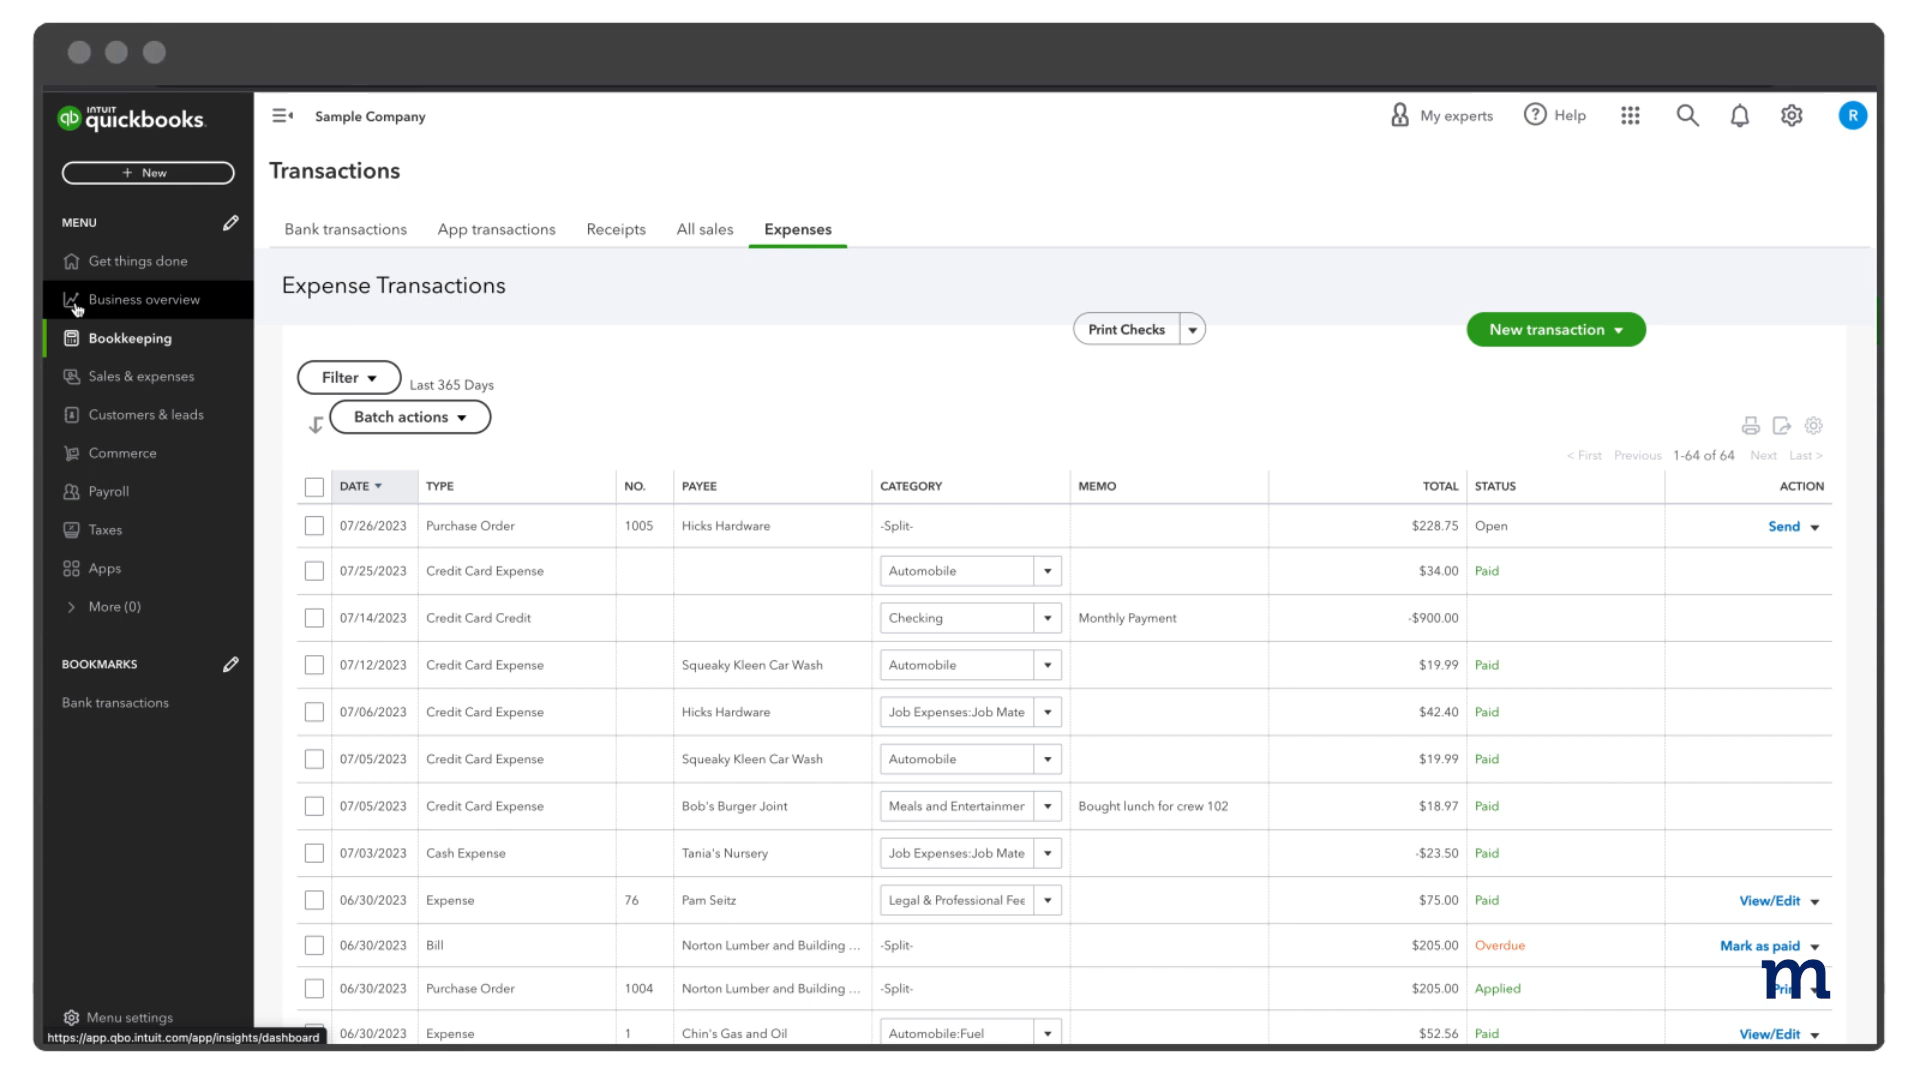 INTUIT
quickbooks.
Sample Company
My experts
Help
R
+ New
Transactions
MENU
Bank transactions App transactions Receipts All sales Expenses
Get things done
Business overview
Bookkeeping
Sales & expenses
Customers & leads
Commerce
Payroll
Taxes
Apps
More (0)
BOOKMARKS
Bank transactions
Menu settings
https://app.qbo.intuit.com/app/insights/dashboard
Expense Transactions
Print Checks
New transaction
Filter Last 365 Days
Batch actions
< First Previous 1-64 of 64 Next Last >
DATE TYPE NO. PAYEE CATEGORY MEMO TOTAL STATUS ACTION
07/26/2023 Purchase Order 1005 Hicks Hardware -Split- $228.75 Open Send
07/25/2023 Credit Card Expense Automobile $34.00 Paid
07/14/2023 Credit Card Credit Checking Monthly Payment -$900.00
07/12/2023 Credit Card Expense Squeaky Kleen Car Wash Automobile $19.99 Paid
07/06/2023 Credit Card Expense Hicks Hardware Job Expenses:Job Mate $42.40 Paid
07/05/2023 Credit Card Expense Squeaky Kleen Car Wash Automobile $19.99 Paid
07/05/2023 Credit Card Expense Bob's Burger Joint Meals and Entertainmer Bought lunch for crew 102 $18.97 Paid
07/03/2023 Cash Expense Tania's Nursery Job Expenses:Job Mate -$23.50 Paid
06/30/2023 Expense 76 Pam Seitz Legal & Professional Fee $75.00 Paid View/Edit
06/30/2023 Bill Norton Lumber and Building ... -Split- $205.00 Overdue Mark as paid
06/30/2023 Purchase Order 1004 Norton Lumber and Building ... -Split- $205.00 Applied
06/30/2023 Expense 1 Chin's Gas and Oil Automobile:Fuel $52.56 Paid View/Edit
m